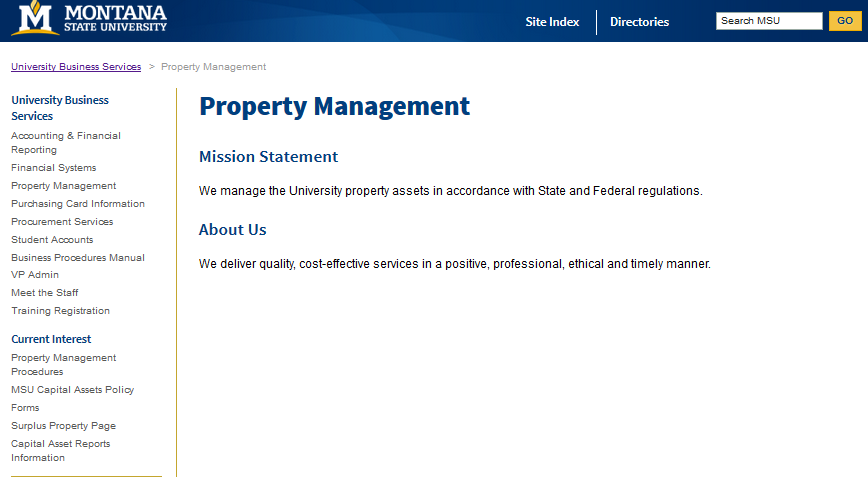 MONTANA
STATE UNIVERSITY
Site Index
Directories
Search MSU
GO
University Business Services > Property Management
University Business
Services
Accounting & Financial
Reporting
Financial Systems
Property Management
Purchasing Card Information
Procurement Services
Student Accounts
Business Procedures Manual
VP Admin
Meet the Staff
Training Registration
Current Interest
Property Management
Procedures
MSU Capital Assets Policy
Forms
Surplus Property Page
Capital Asset Reports
Information
Property Management
Mission Statement
We manage the University property assets in accordance with State and Federal regulations.
About Us
We deliver quality, cost-effective services in a positive, professional, ethical and timely manner.